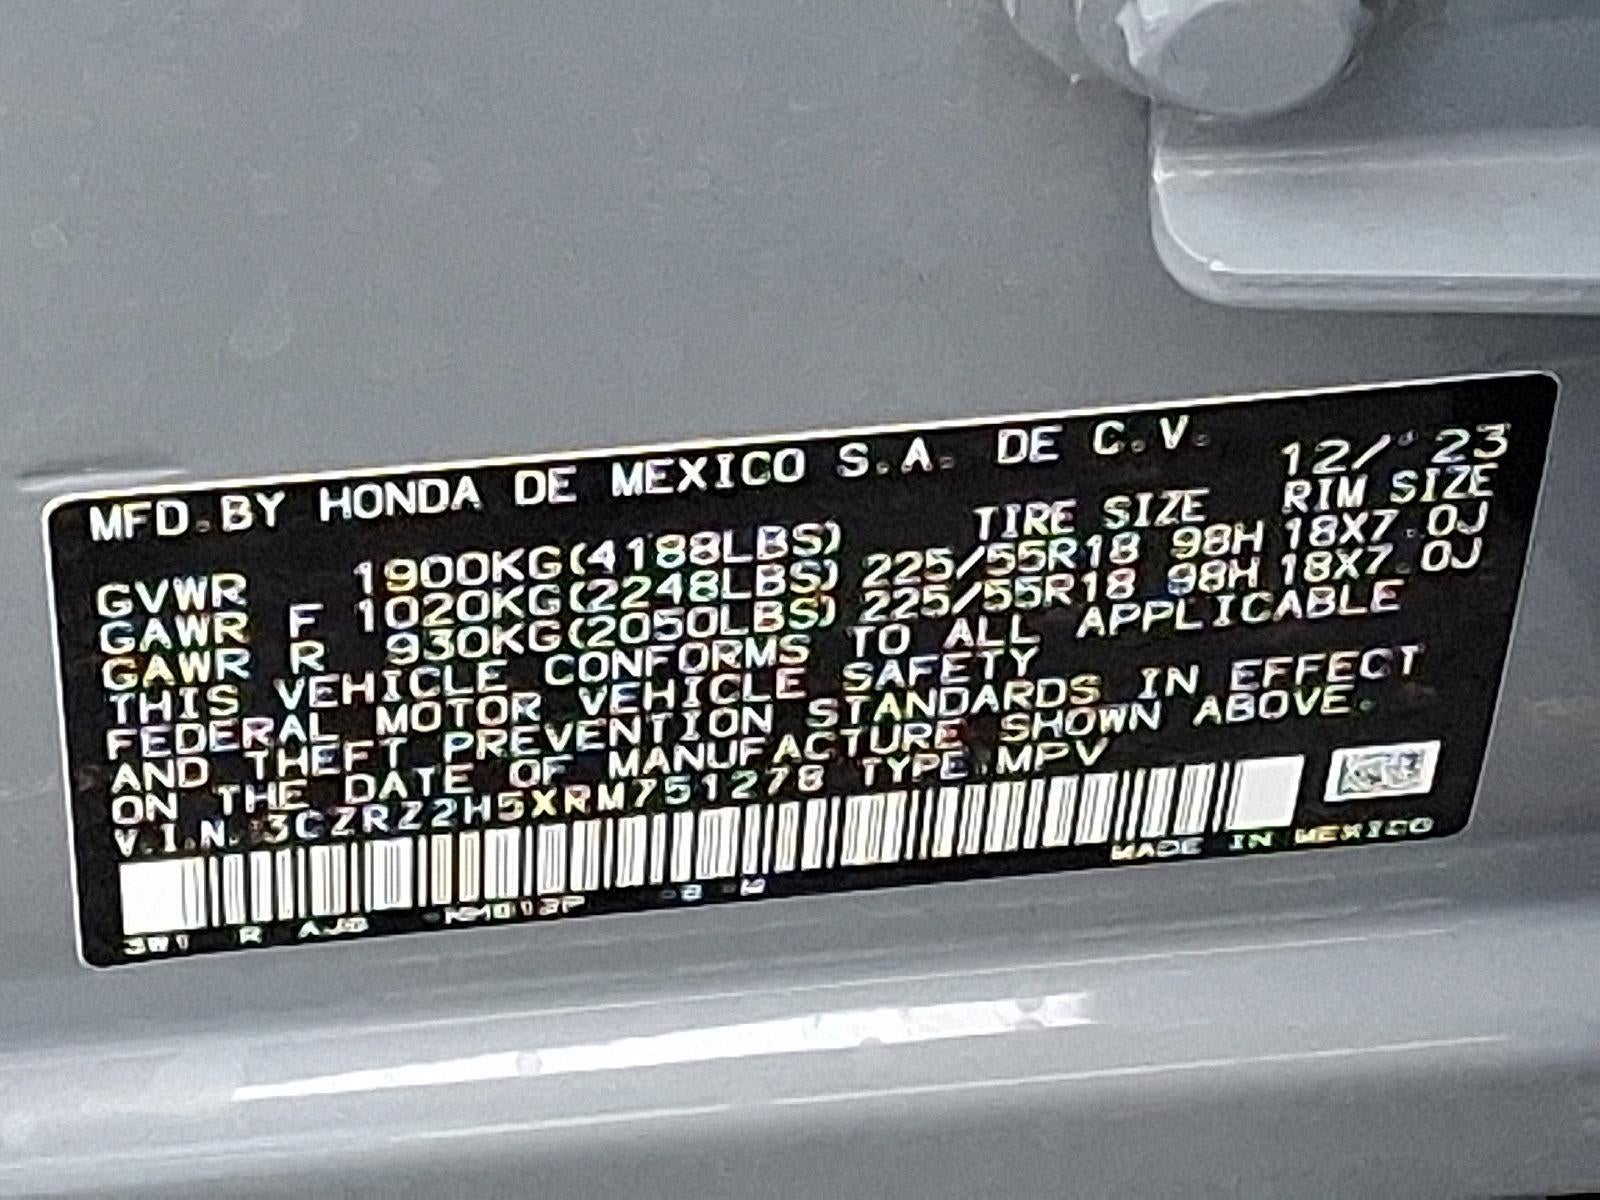 MFD.BY HONDA DE MEXICO S.A. DE C.V. 12/'23
TIRE SIZE RIM SIZE
GVWR 1900KG(4188LBS)
GAWR F 1020KG(2248LBS) 225/55R18 98H 18X7.0J
GAWR R 930KG(2050LBS) 225/55R18 98H 18X7.0J
THIS VEHICLE CONFORMS TO ALL APPLICABLE
FEDERAL MOTOR VEHICLE SAFETY
AND THEFT PREVENTION STANDARDS IN EFFECT
ON THE DATE OF MANUFACTURE SHOWN ABOVE.
V.I.N. 3CZRZ2H5XRM751278 TYPE MPV
MADE IN MEXICO
3W1 R